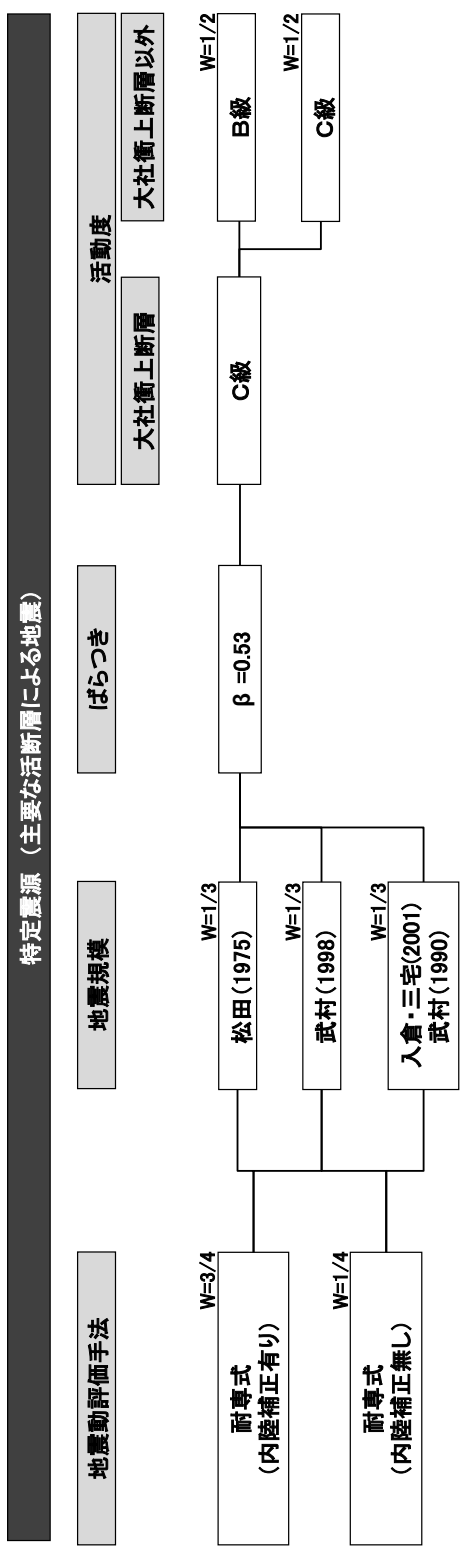 特定震源 (主要な活断層による地震)
地震動評価手法
地震規模
ばらつき
活動度
大社衝上断層
大社衝上断層以外
W=3/4
耐専式
(内陸補正有り)
W=1/4
耐専式
(内陸補正無し)
W=1/3
松田(1975)
W=1/3
武村(1998)
W=1/3
入倉・三宅(2001)
武村(1990)
β =0.53
C級
W=1/2
B級
W=1/2
C級